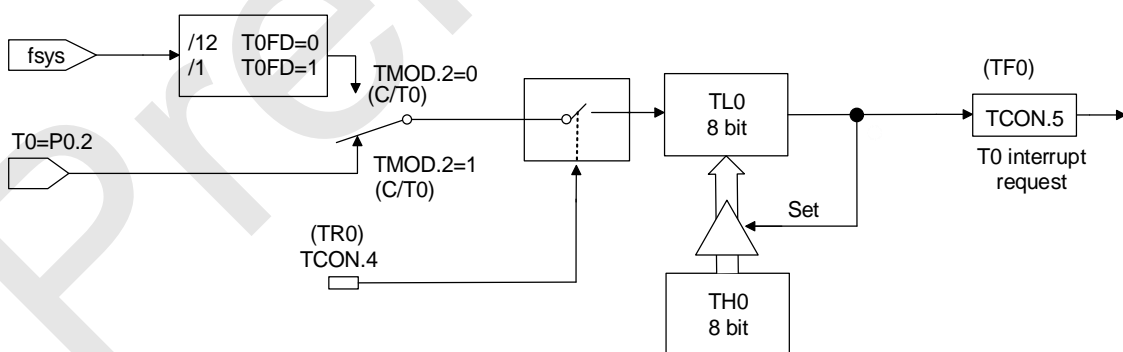 fsys
/12 T0FD=0
/1 T0FD=1
TMOD.2=0
(C/T0)
T0=P0.2
TMOD.2=1
(C/T0)
(TR0)
TCON.4
TL0
8 bit
Set
TH0
8 bit
(TF0)
TCON.5
T0 interrupt
request